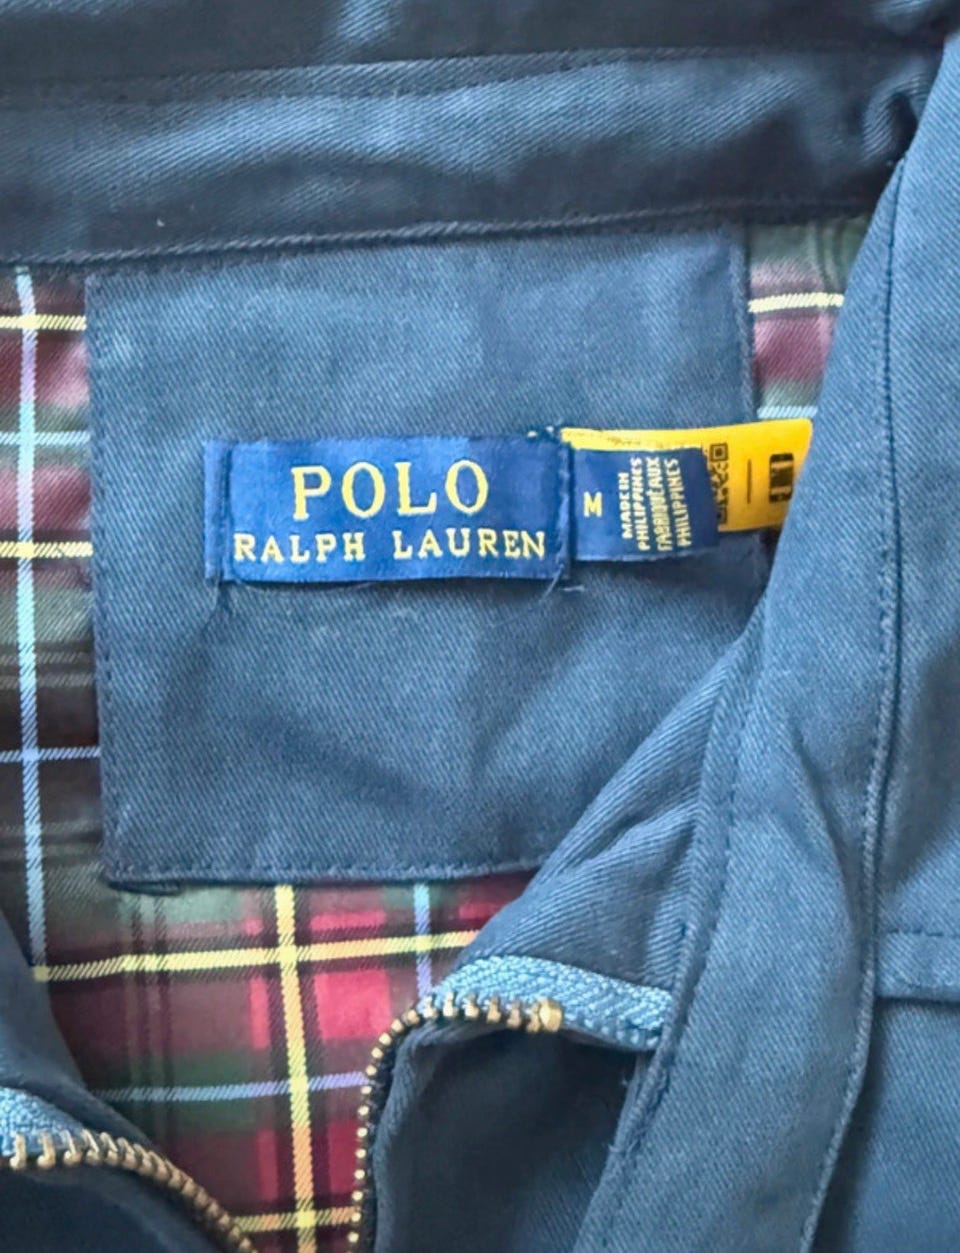 POLO
RALPH LAUREN
M
MADE IN
PHILIPPINES
FABRIQUÉ AUX
PHILIPPINES